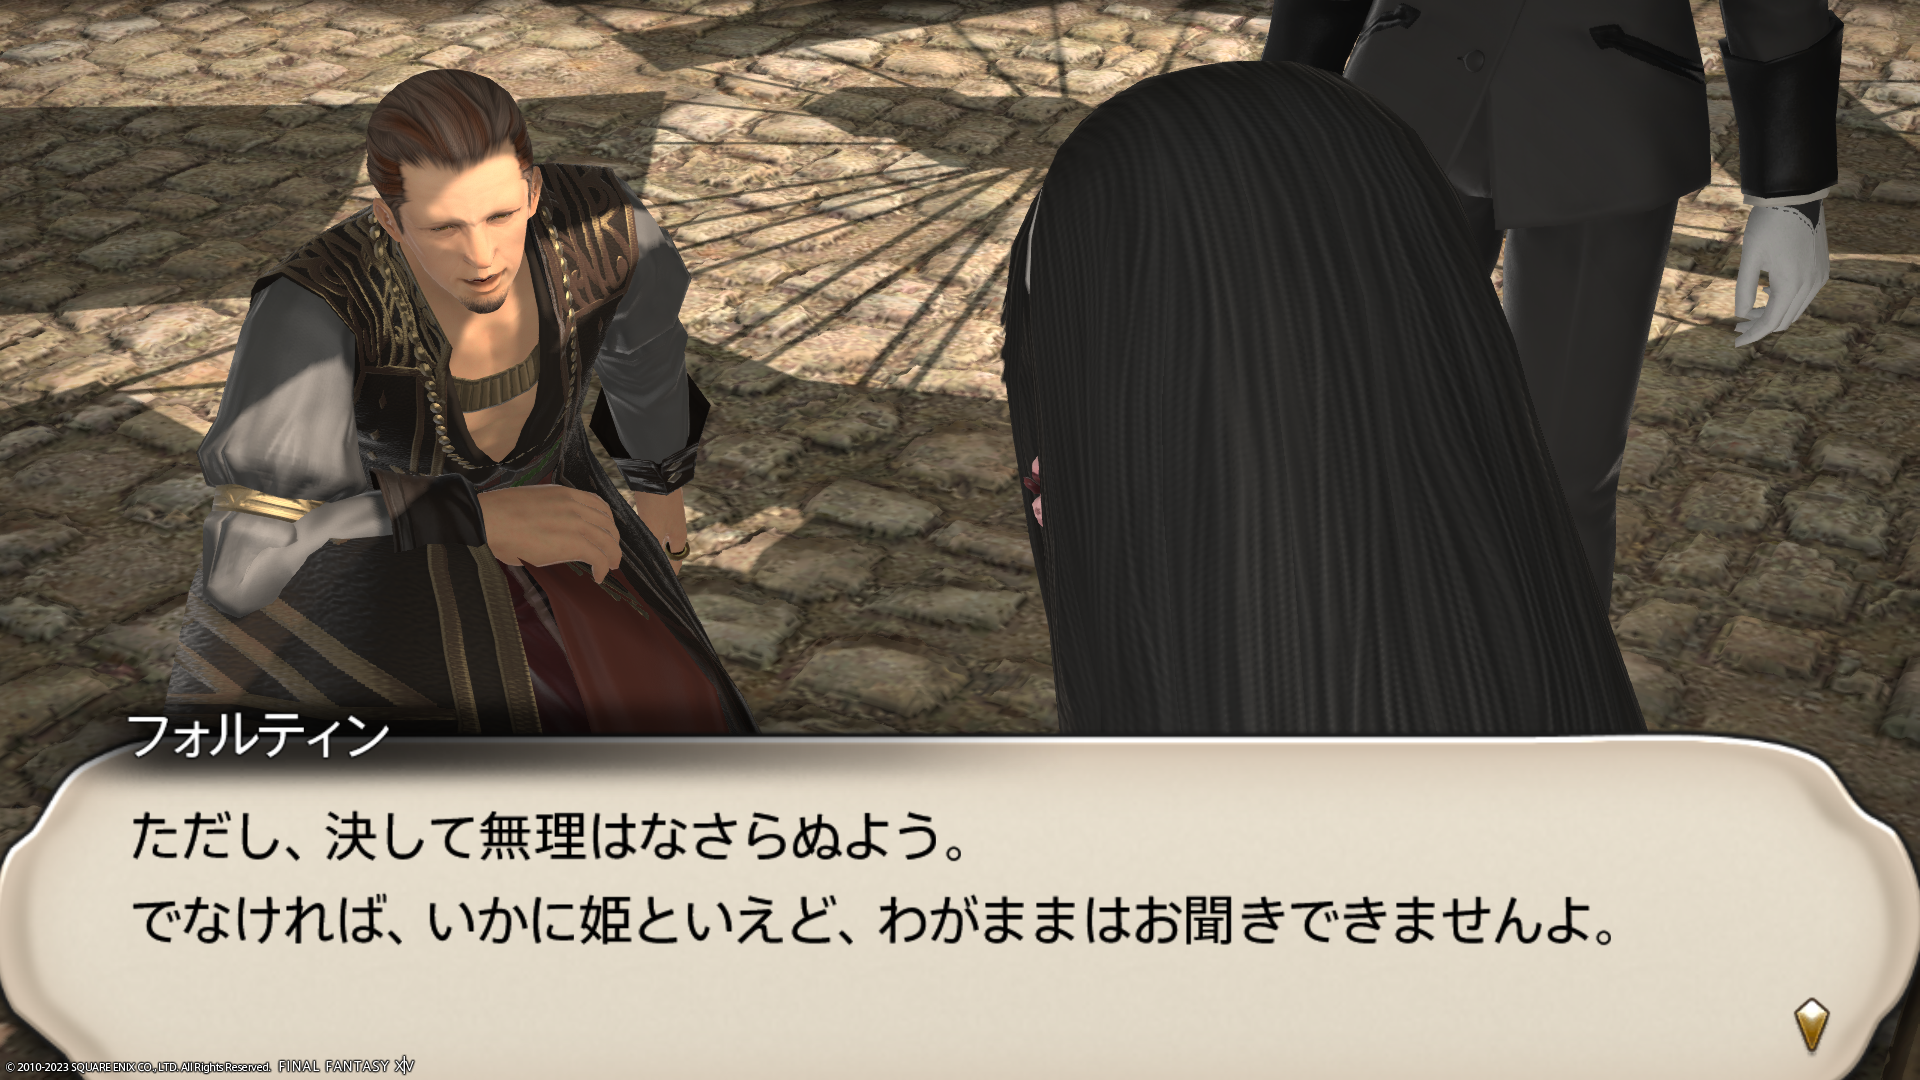 フォルティン
ただし、決して無理はなさらぬよう。
でなければ、いかに姫といえど、わがままはお聞きできませんよ。
© 2010-2023 SQUARE ENIX CO., LTD. All Rights Reserved. FINAL FANTASY XIV